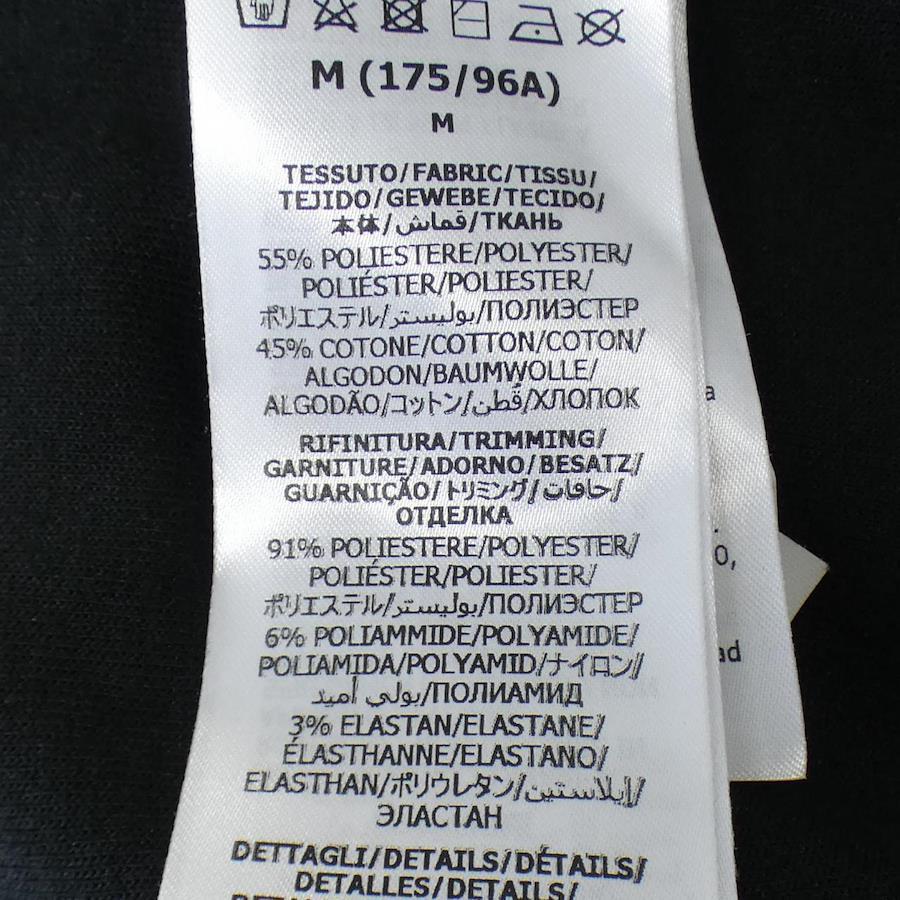 M (175/96A)
M
TESSUTO/FABRIC/TISSU/
TEJIDO/GEWEBE/TECIDO/
本体/قماش/ТКАНЬ
55% POLIESTERE/POLYESTER/
POLIÉSTER/POLIESTER/
ポリエステル/بوليستر/ПОЛИЭСТЕР
45% COTONE/COTTON/COTON/
ALGODON/BAUMWOLLE/
ALGODÃO/コットン/قُطن/ХЛОПОК
RIFINITURA/TRIMMING/
GARNITURE/ADORNO/BESATZ/
GUARNIÇÃO/トリミング/حافات/
ОТДЕЛКА
91% POLIESTERE/POLYESTER/
POLIÉSTER/POLIESTER/
ポリエステル/بوليستر/ПОЛИЭСТЕР
6% POLIAMMIDE/POLYAMIDE/
POLIAMIDA/POLYAMID/ナイロン/
بولي أميد/ПОЛИАМИД
3% ELASTAN/ELASTANE/
ÉLASTHANNE/ELASTANO/
ELASTHAN/ポリウレタン/إيلاستين/
ЭЛАСТАН
DETTAGLI/DETAILS/DÉTAILS/
DETALLES/DETAILS/